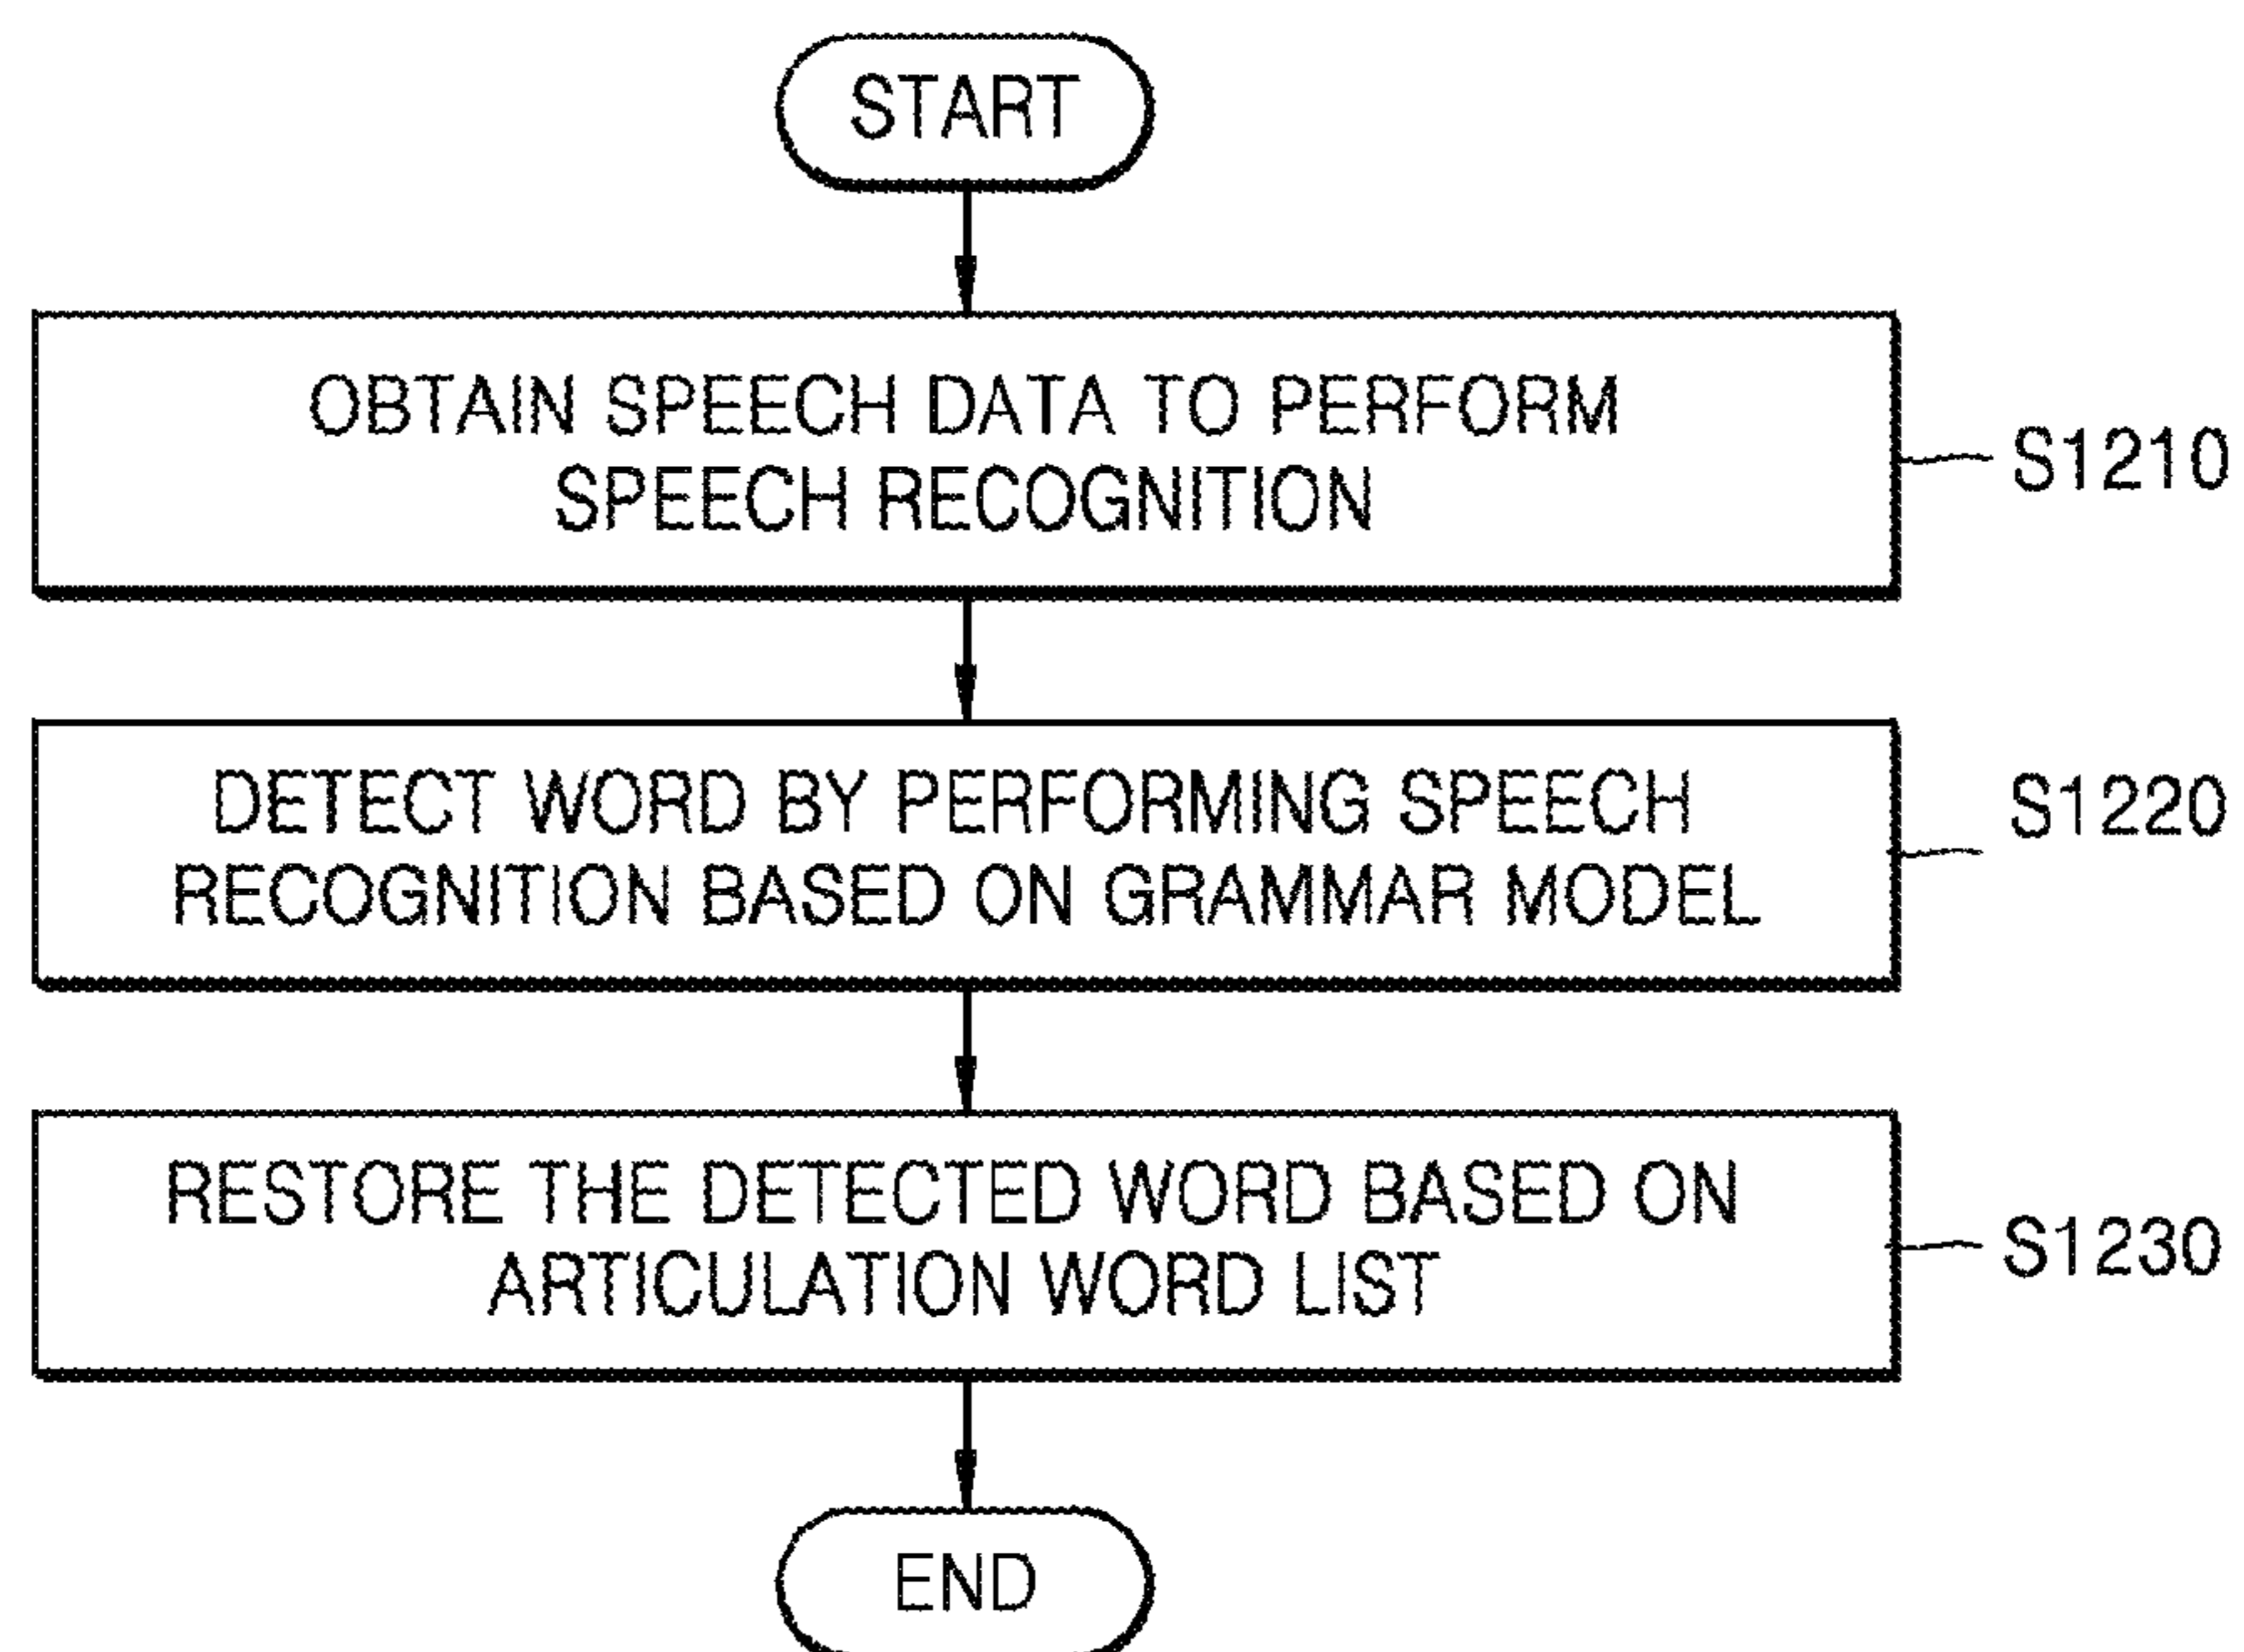 START
OBTAIN SPEECH DATA TO PERFORM
SPEECH RECOGNITION
S1210
DETECT WORD BY PERFORMING SPEECH
RECOGNITION BASED ON GRAMMAR MODEL
S1220
RESTORE THE DETECTED WORD BASED ON
ARTICULATION WORD LIST
S1230
END